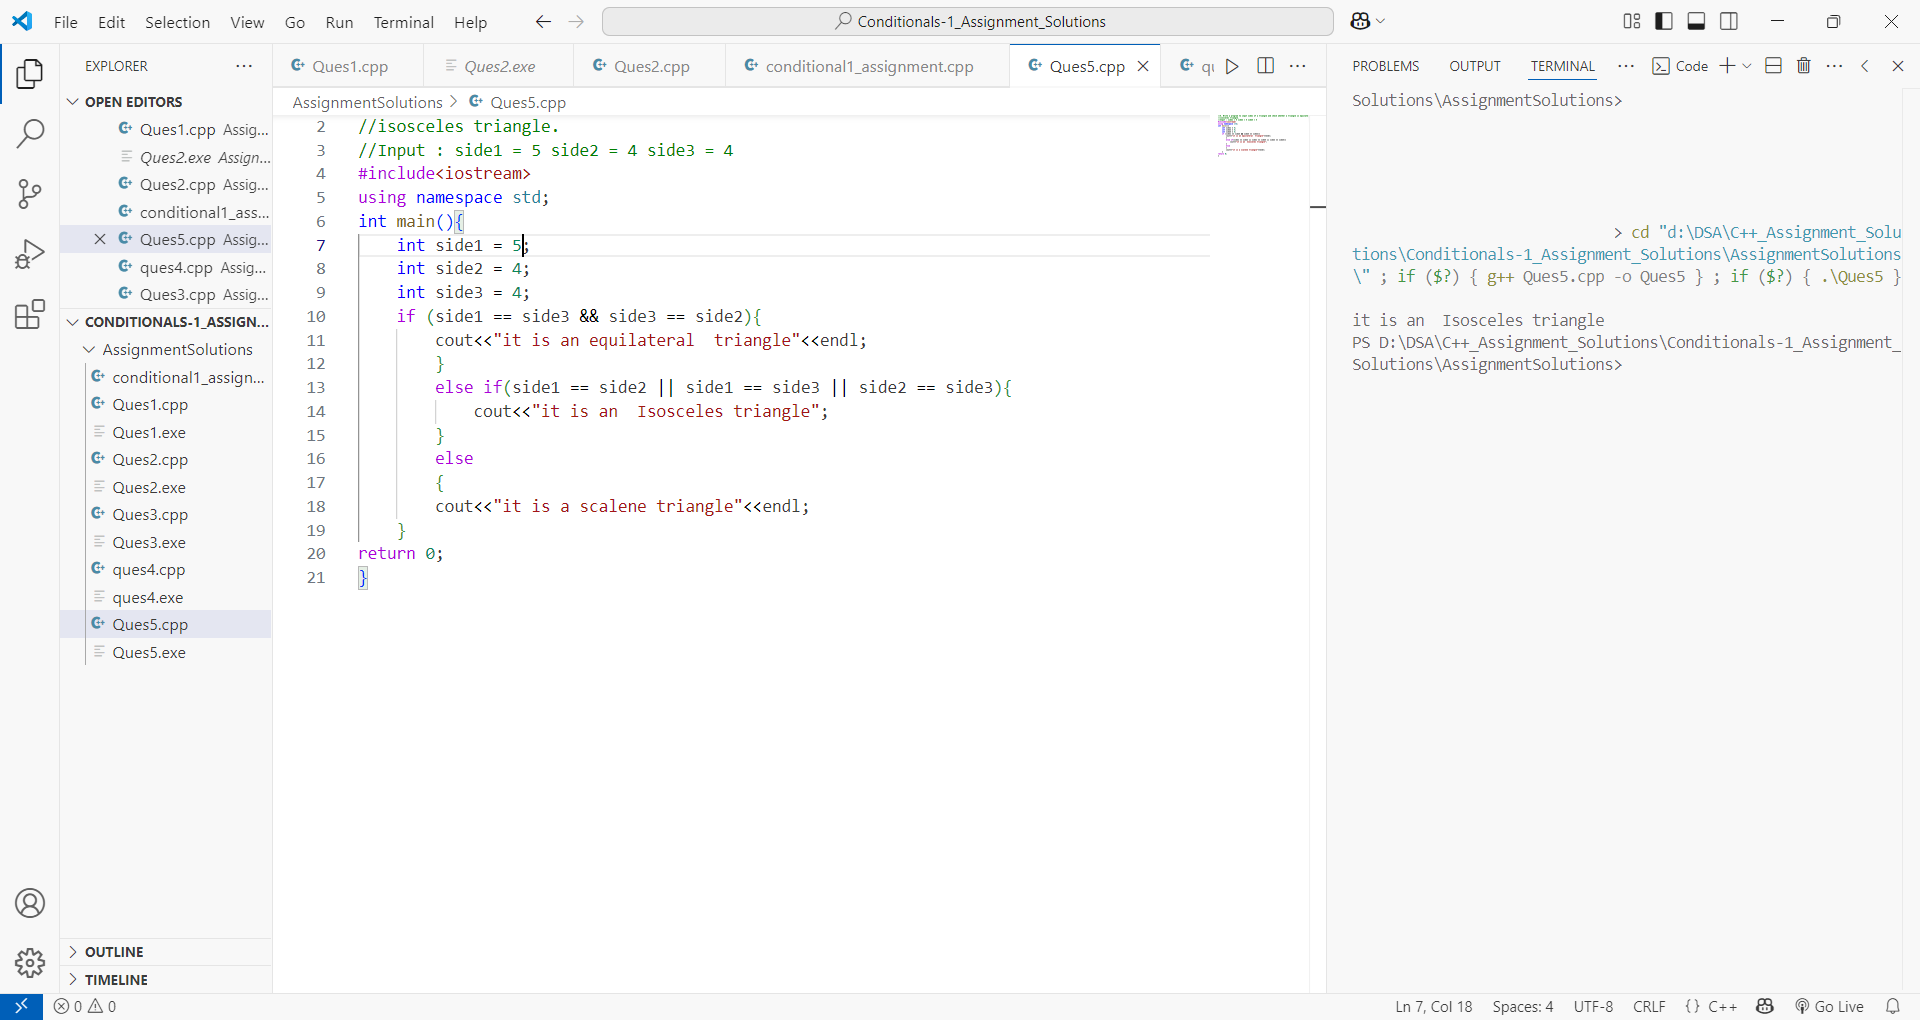 File Edit Selection View Go Run Terminal Help
Conditionals-1_Assignment_Solutions
EXPLORER
OPEN EDITORS
Ques1.cpp Assig...
Ques2.exe Assign...
Ques2.cpp Assig...
conditional1_ass...
Ques5.cpp Assig...
ques4.cpp Assig...
Ques3.cpp Assig...
CONDITIONALS-1_ASSIGN...
AssignmentSolutions
conditional1_assign...
Ques1.cpp
Ques1.exe
Ques2.cpp
Ques2.exe
Ques3.cpp
Ques3.exe
ques4.cpp
ques4.exe
Ques5.cpp
Ques5.exe
OUTLINE
TIMELINE
Ques1.cpp Ques2.exe Ques2.cpp conditional1_assignment.cpp Ques5.cpp qu
AssignmentSolutions > Ques5.cpp
2 //isosceles triangle.
3 //Input : side1 = 5 side2 = 4 side3 = 4
4 #include<iostream>
5 using namespace std;
6 int main(){
7 int side1 = 5;
8 int side2 = 4;
9 int side3 = 4;
10 if (side1 == side3 && side3 == side2){
11 cout<<"it is an equilateral  triangle"<<endl;
12 }
13 else if(side1 == side2 || side1 == side3 || side2 == side3){
14 cout<<"it is an  Isosceles triangle";
15 }
16 else
17 {
18 cout<<"it is a scalene triangle"<<endl;
19 }
20 return 0;
21 }
PROBLEMS OUTPUT TERMINAL Code
Solutions\AssignmentSolutions>
> cd "d:\DSA\C++_Assignment_Solu
tions\Conditionals-1_Assignment_Solutions\AssignmentSolutions
\" ; if ($?) { g++ Ques5.cpp -o Ques5 } ; if ($?) { .\Ques5 }
it is an  Isosceles triangle
PS D:\DSA\C++_Assignment_Solutions\Conditionals-1_Assignment_
Solutions\AssignmentSolutions>
0 0 Ln 7, Col 18 Spaces: 4 UTF-8 CRLF {} C++ Go Live